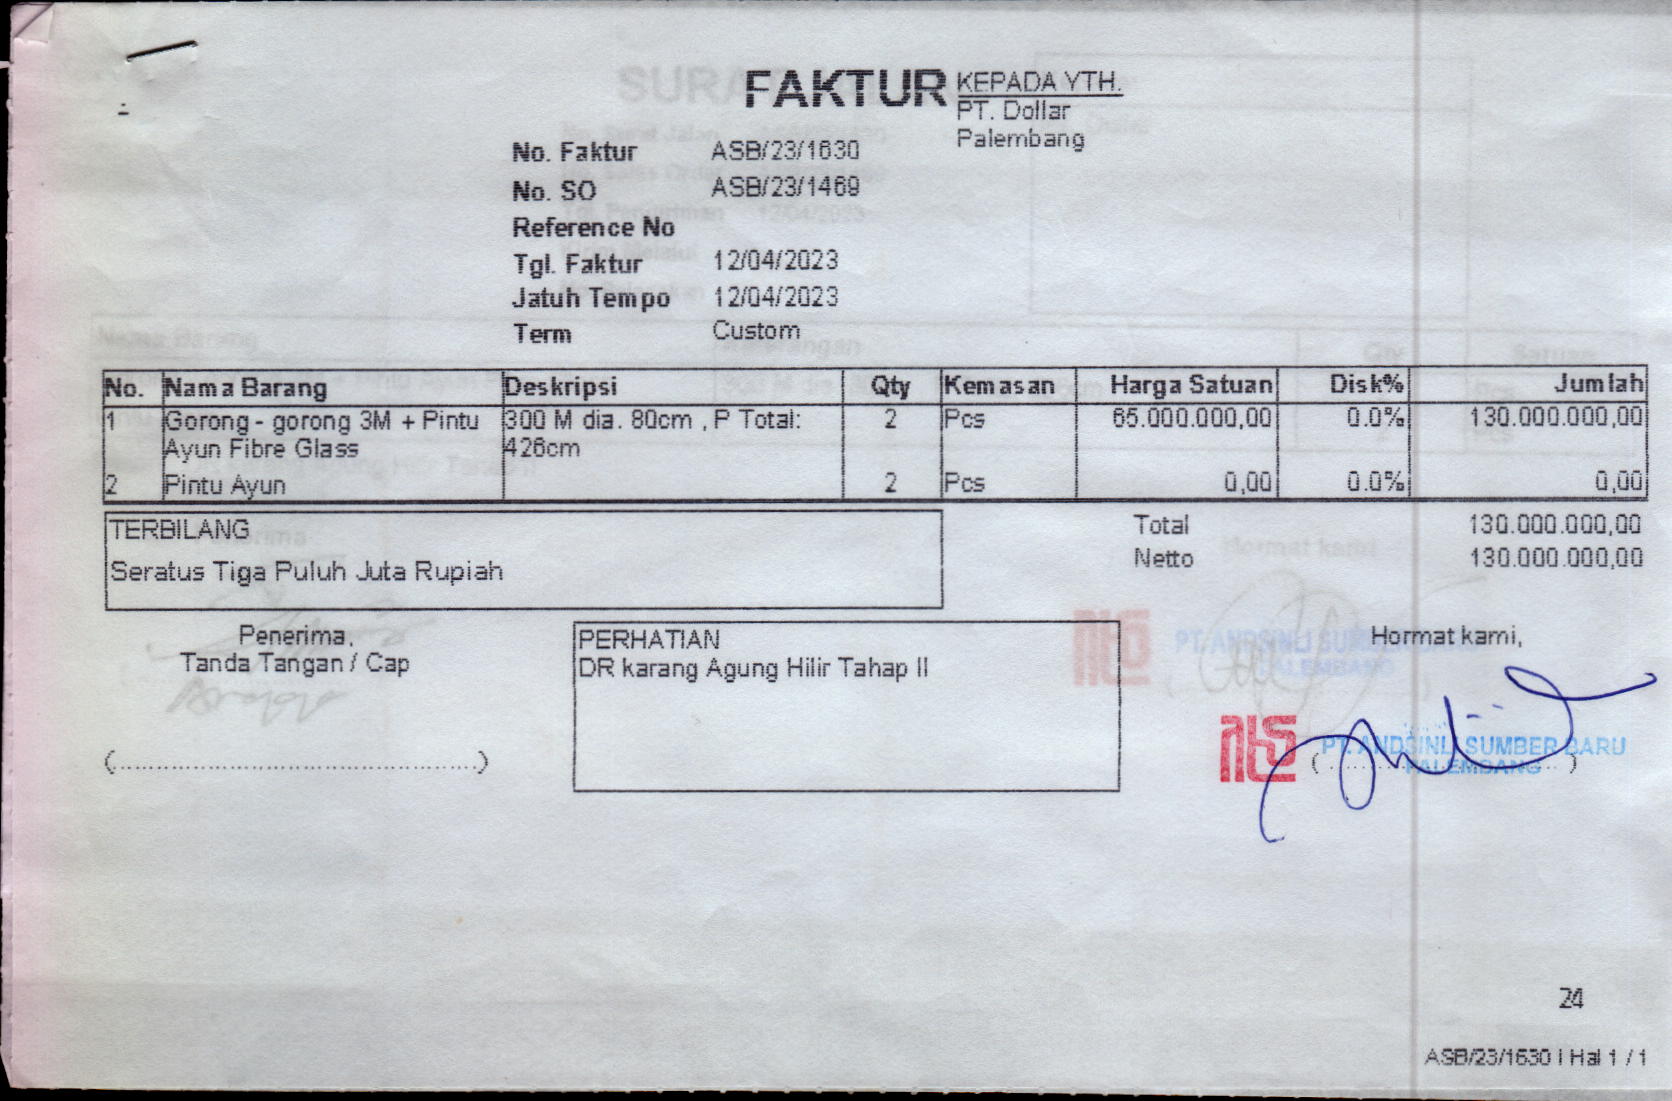 FAKTUR
KEPADA YTH.
PT. Dollar
Palembang
No. Faktur ASB/23/1630
No. SO ASB/23/1469
Reference No
Tgl. Faktur 12/04/2023
Jatuh Tempo 12/04/2023
Term Custom
No. Nama Barang Deskripsi Qty Kemasan Harga Satuan Disk% Jumlah
1 Gorong - gorong 3M + Pintu 300 M dia. 80cm , P Total: 2 Pcs 65.000.000,00 0.0% 130.000.000,00
Ayun Fibre Glass 426cm
2 Pintu Ayun 2 Pcs 0,00 0.0% 0,00
TERBILANG
Seratus Tiga Puluh Juta Rupiah
Total 130.000.000,00
Netto 130.000.000,00
Penerima,
Tanda Tangan / Cap
PERHATIAN
DR karang Agung Hilir Tahap II
Hormat kami,
PT. ANDSINLI SUMBER BARU
PALEMBANG
24
ASB/23/1630 | Hal 1 / 1